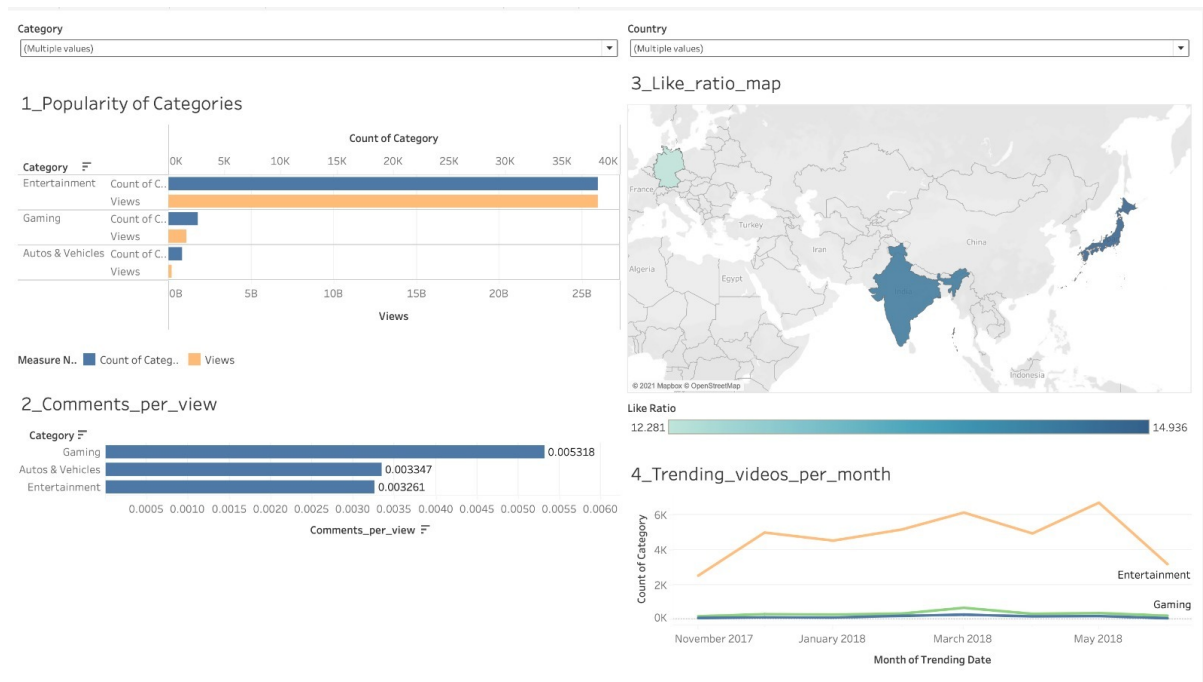 Category
(Multiple values)
Country
(Multiple values)
1_Popularity of Categories
Count of Category
Category
0K 5K 10K 15K 20K 25K 30K 35K 40K
Entertainment Count of C..
Views
Gaming Count of C..
Views
Autos & Vehicles Count of C..
Views
0B 5B 10B 15B 20B 25B
Views
Measure N.. Count of Categ.. Views
2_Comments_per_view
Category
Gaming 0.005318
Autos & Vehicles 0.003347
Entertainment 0.003261
0.0005 0.0010 0.0015 0.0020 0.0025 0.0030 0.0035 0.0040 0.0045 0.0050 0.0055 0.0060
Comments_per_view
3_Like_ratio_map
France
Turkey
China
Iran
Algeria
Egypt
India
Indonesia
© 2021 Mapbox © OpenStreetMap
Like Ratio
12.281 14.936
4_Trending_videos_per_month
Count of Category
6K
4K
2K
0K
Entertainment
Gaming
November 2017 January 2018 March 2018 May 2018
Month of Trending Date